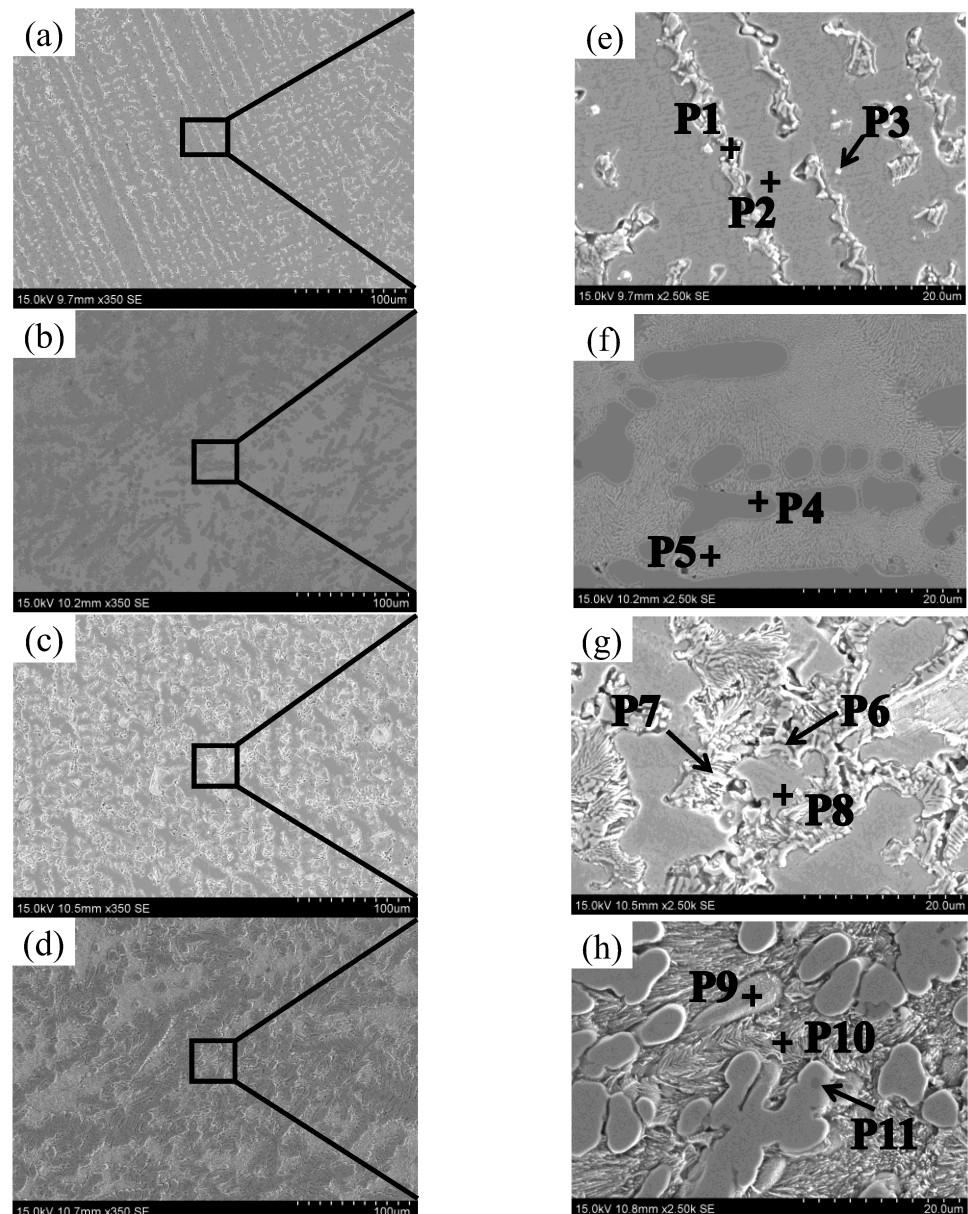 (a)
15.0kV 9.7mm x350 SE
100um
(e)
P1
P3
P2
15.0kV 9.7mm x2.50k SE
20.0um
(b)
15.0kV 10.2mm x350 SE
100um
(f)
P4
P5
15.0kV 10.2mm x2.50k SE
20.0um
(c)
15.0kV 10.5mm x350 SE
100um
(g)
P7
P6
P8
15.0kV 10.5mm x2.50k SE
20.0um
(d)
15.0kV 10.7mm x350 SE
100um
(h)
P9
P10
P11
15.0kV 10.8mm x2.50k SE
20.0um